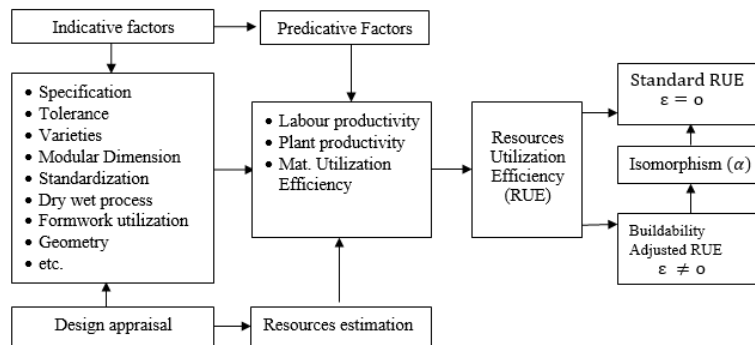 Indicative factors
Predicative Factors
• Specification
• Tolerance
• Varieties
• Modular Dimension
• Standardization
• Dry wet process
• Formwork utilization
• Geometry
• etc.
• Labour productivity
• Plant productivity
• Mat. Utilization
Efficiency
Resources
Utilization
Efficiency
(RUE)
Standard RUE
ε = o
Isomorphism (α)
Buildability
Adjusted RUE
ε ≠ o
Design appraisal
Resources estimation